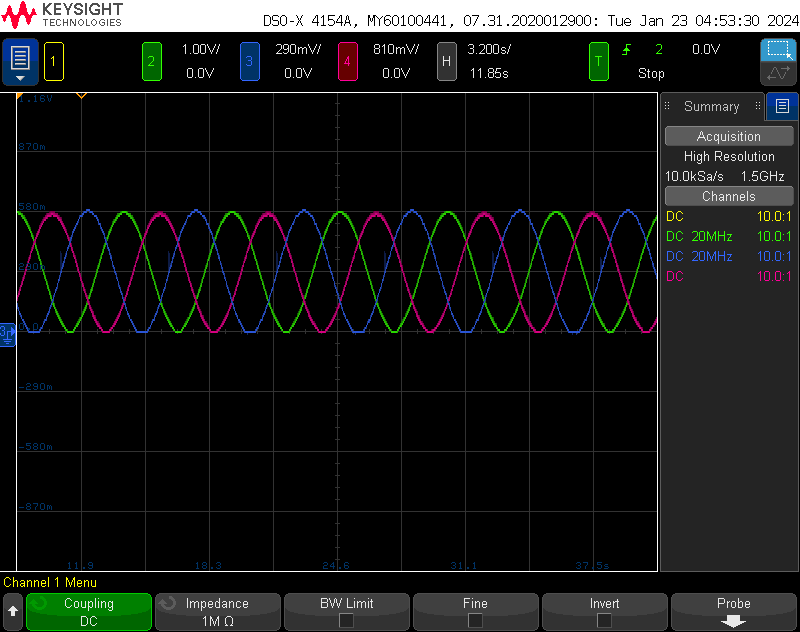 KEYSIGHT
TECHNOLOGIES
DSO-X 4154A, MY60100441, 07.31.2020012900: Tue Jan 23 04:53:30 2024
1
2 1.00V/ 0.0V
3 290mV/ 0.0V
4 810mV/ 0.0V
H 3.200s/ 11.85s
T 2 0.0V
Stop
Summary
Acquisition
High Resolution
10.0kSa/s 1.5GHz
Channels
DC 10.0:1
DC 20MHz 10.0:1
DC 20MHz 10.0:1
DC 10.0:1
1.16V
870m
580m
290m
0.0
-290m
-580m
-870m
11.9 18.3 24.6 31.1 37.5s
Channel 1 Menu
Coupling
DC
Impedance
1M Ω
BW Limit
Fine
Invert
Probe